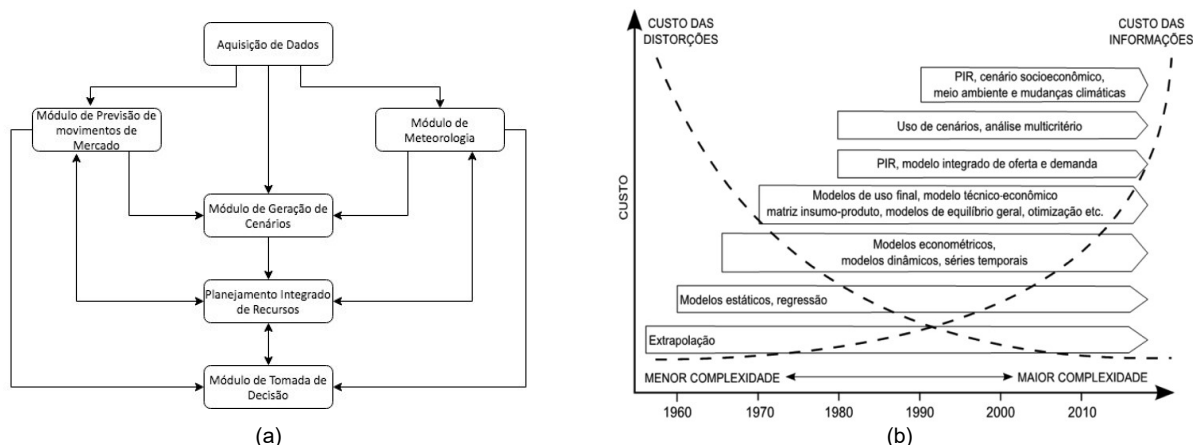 Aquisição de Dados
Módulo de Previsão de
movimentos de
Mercado
Módulo de
Meteorologia
Módulo de Geração de
Cenários
Planejamento Integrado
de Recursos
Módulo de Tomada de
Decisão
(a)
CUSTO DAS
DISTORÇÕES
CUSTO DAS
INFORMAÇÕES
CUSTO
PIR, cenário socioeconômico,
meio ambiente e mudanças climáticas
Uso de cenários, análise multicritério
PIR, modelo integrado de oferta e demanda
Modelos de uso final, modelo técnico-econômico
matriz insumo-produto, modelos de equilíbrio geral, otimização etc.
Modelos econométricos,
modelos dinâmicos, séries temporais
Modelos estáticos, regressão
Extrapolação
MENOR COMPLEXIDADE
MAIOR COMPLEXIDADE
1960 1970 1980 1990 2000 2010
(b)